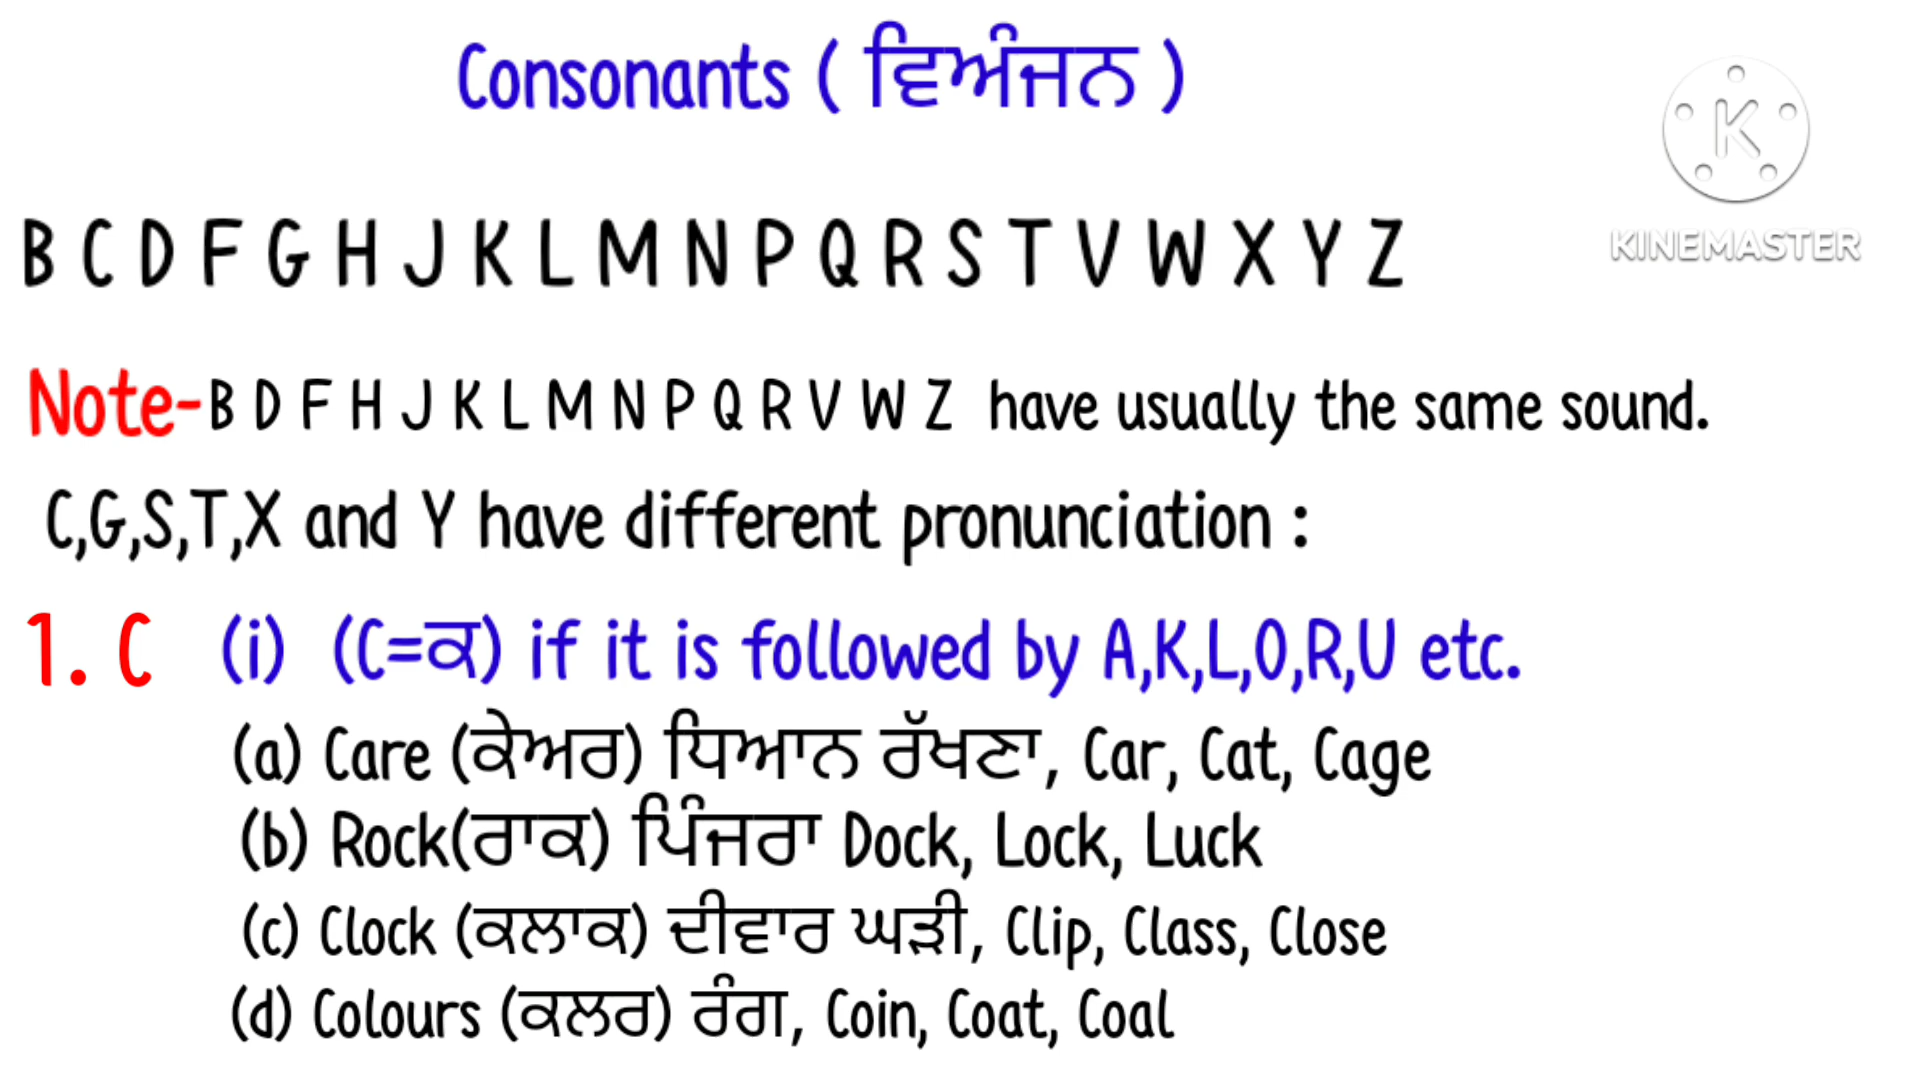 Consonants ( ਵਿਅੰਜਨ )
K
KINEMASTER
B C D F G H J K L M N P Q R S T V W X Y Z
Note-B D F H J K L M N P Q R V W Z have usually the same sound.
C,G,S,T,X and Y have different pronunciation :
1. C (i) (C=ਕ) if it is followed by A,K,L,O,R,U etc.
(a) Care (ਕੇਅਰ) ਧਿਆਨ ਰੱਖਣਾ, Car, Cat, Cage
(b) Rock(ਰਾਕ) ਪਿੰਜਰਾ Dock, Lock, Luck
(c) Clock (ਕਲਾਕ) ਦੀਵਾਰ ਘੜੀ, Clip, Class, Close
(d) Colours (ਕਲਰ) ਰੰਗ, Coin, Coat, Coal